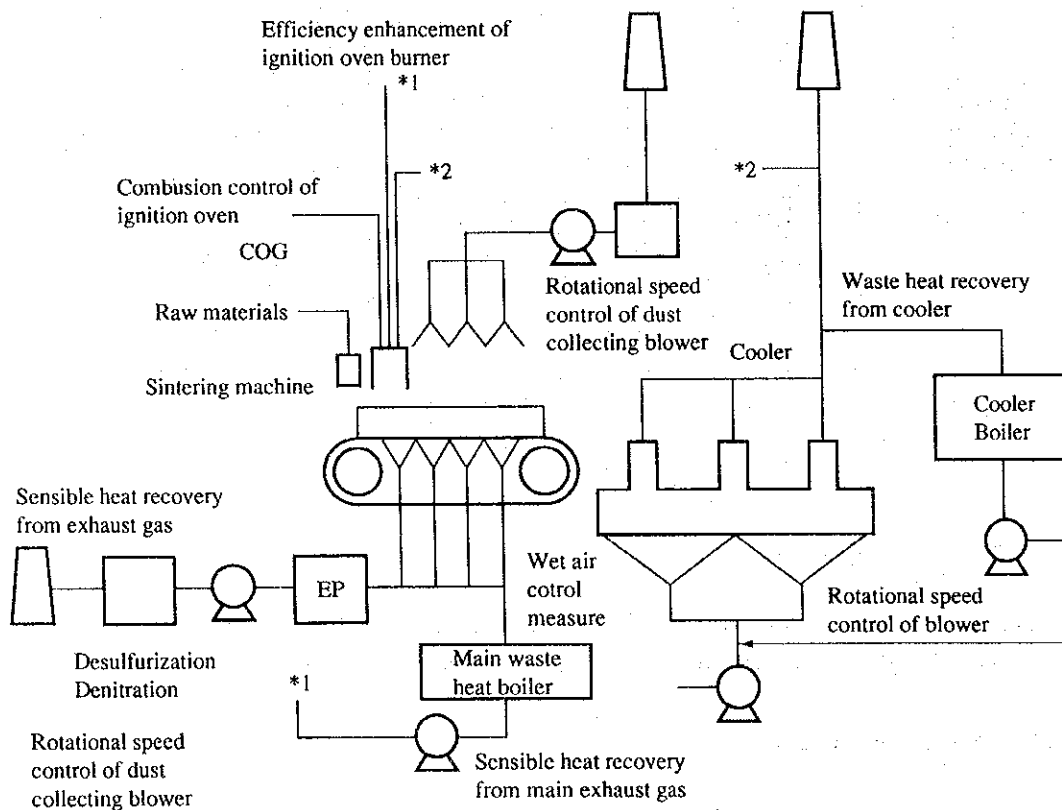 Efficiency enhancement of
ignition oven burner
*1
*2
*2
Combusion control of
ignition oven
COG
Raw materials
Sintering machine
Rotational speed
control of dust
collecting blower
Waste heat recovery
from cooler
Cooler
Cooler
Boiler
Sensible heat recovery
from exhaust gas
EP
Wet air
cotrol
measure
Rotational speed
control of blower
Desulfurization
Denitration
*1
Main waste
heat boiler
Rotational speed
control of dust
collecting blower
Sensible heat recovery
from main exhaust gas